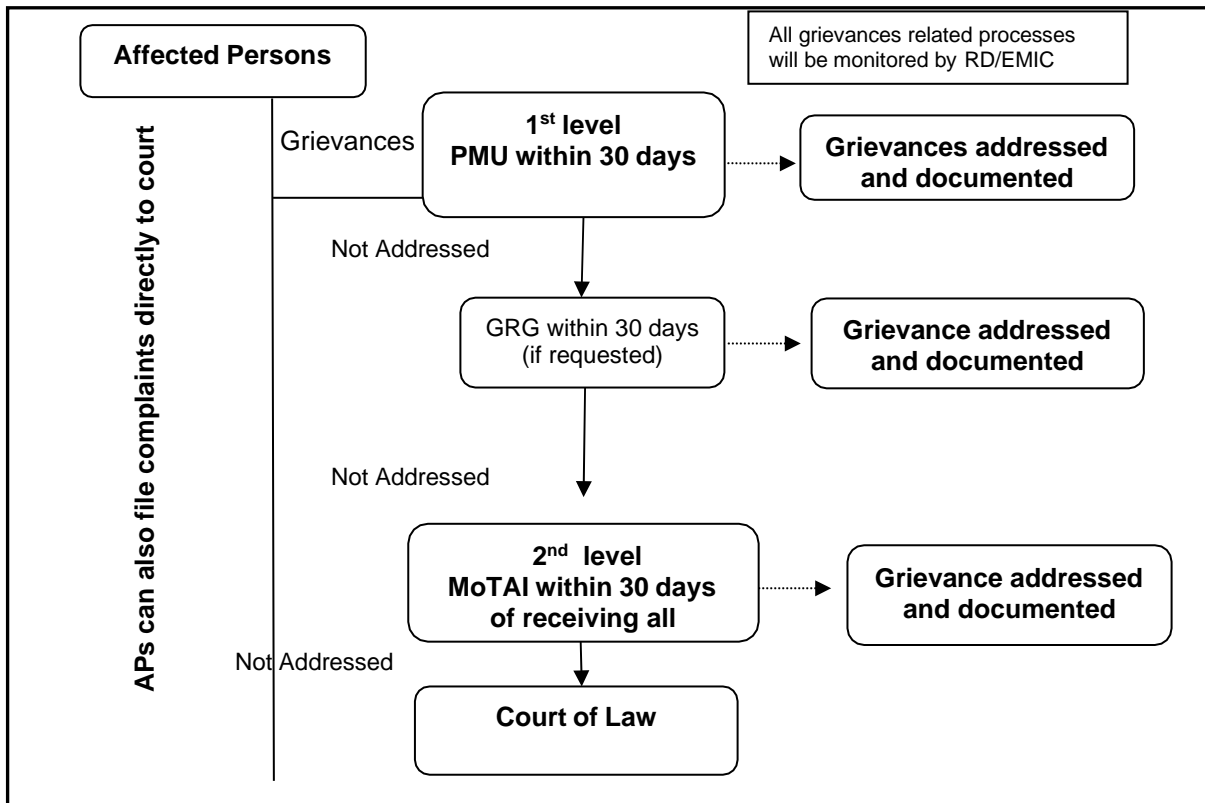 Affected Persons
All grievances related processes
will be monitored by RD/EMIC
APs can also file complaints directly to court
Grievances
1st level
PMU within 30 days
Grievances addressed
and documented
Not Addressed
GRG within 30 days
(if requested)
Grievance addressed
and documented
Not Addressed
2nd level
MoTAI within 30 days
of receiving all
Grievance addressed
and documented
Not Addressed
Court of Law